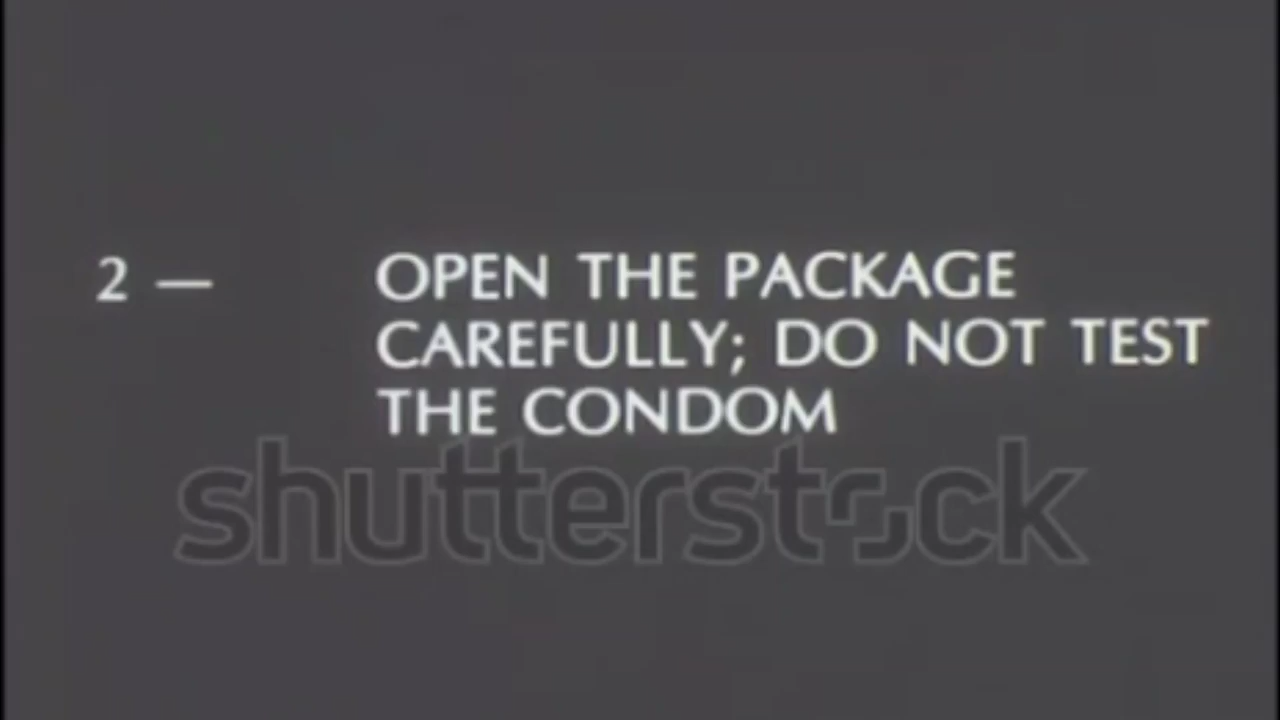 2 — OPEN THE PACKAGE
CAREFULLY; DO NOT TEST
THE CONDOM
shutterstock